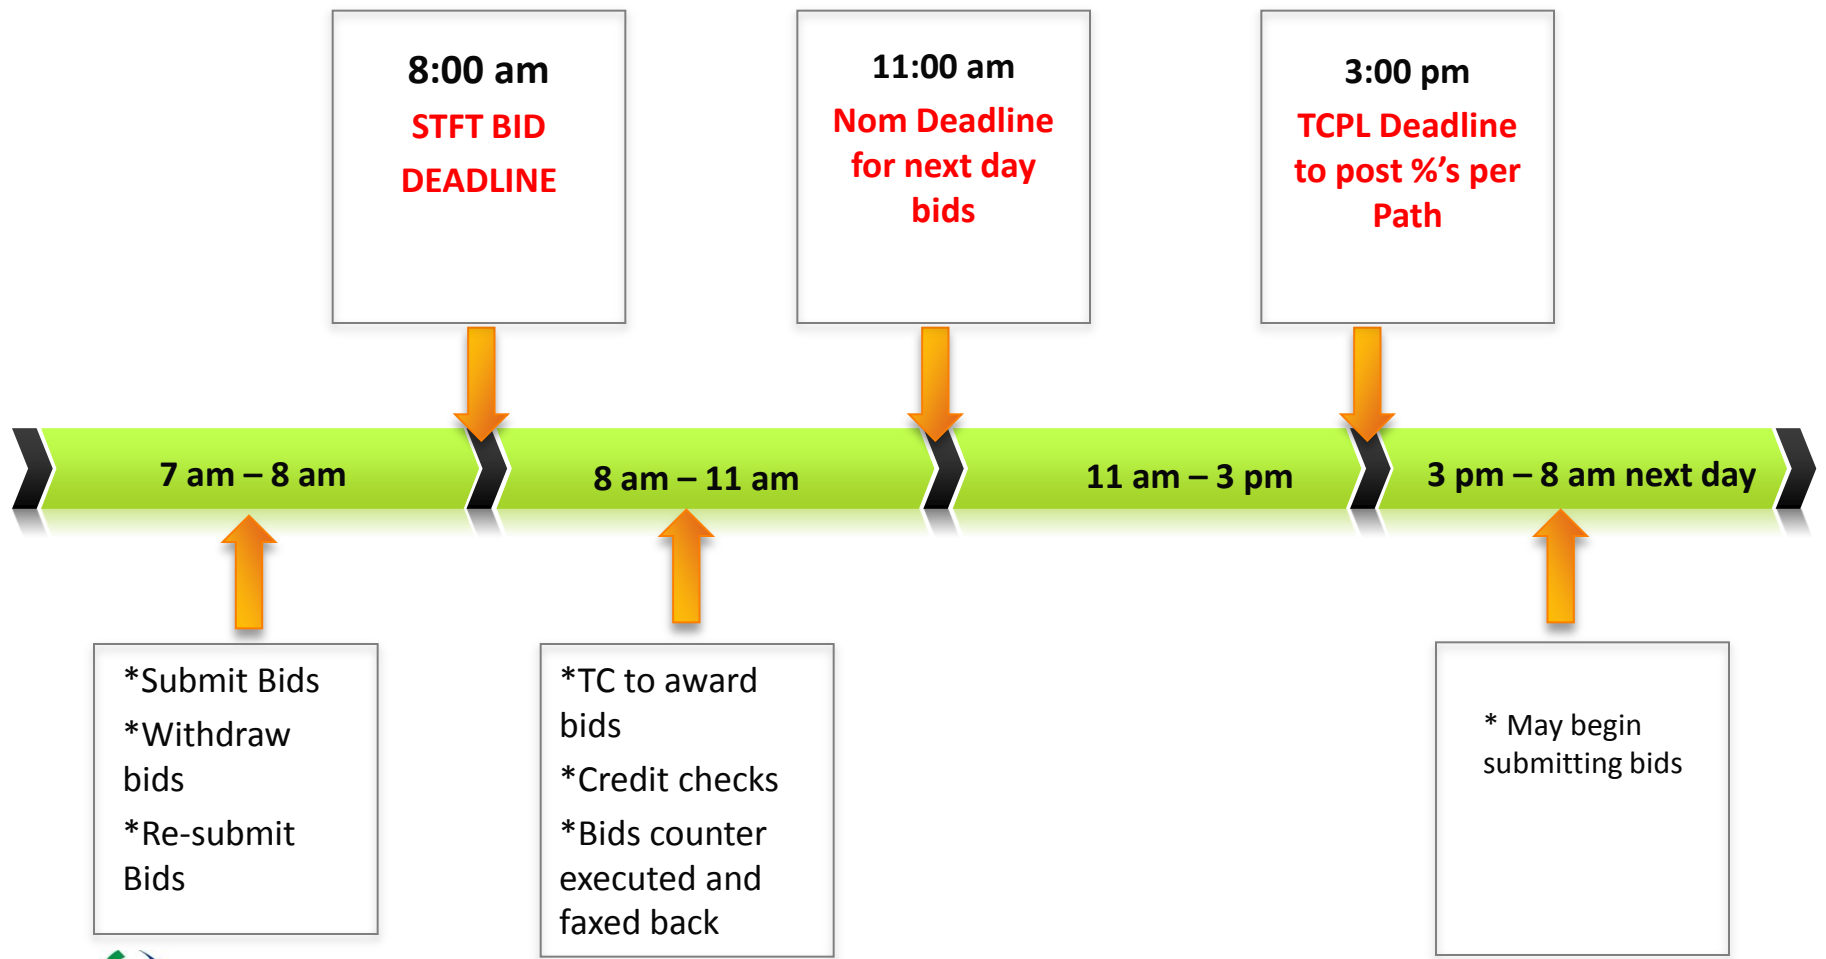 8:00 am
STFT BID
DEADLINE
11:00 am
Nom Deadline
for next day
bids
3:00 pm
TCPL Deadline
to post %’s per
Path
7 am – 8 am
8 am – 11 am
11 am – 3 pm
3 pm – 8 am next day
*Submit Bids
*Withdraw
bids
*Re-submit
Bids
*TC to award
bids
*Credit checks
*Bids counter
executed and
faxed back
* May begin
submitting bids